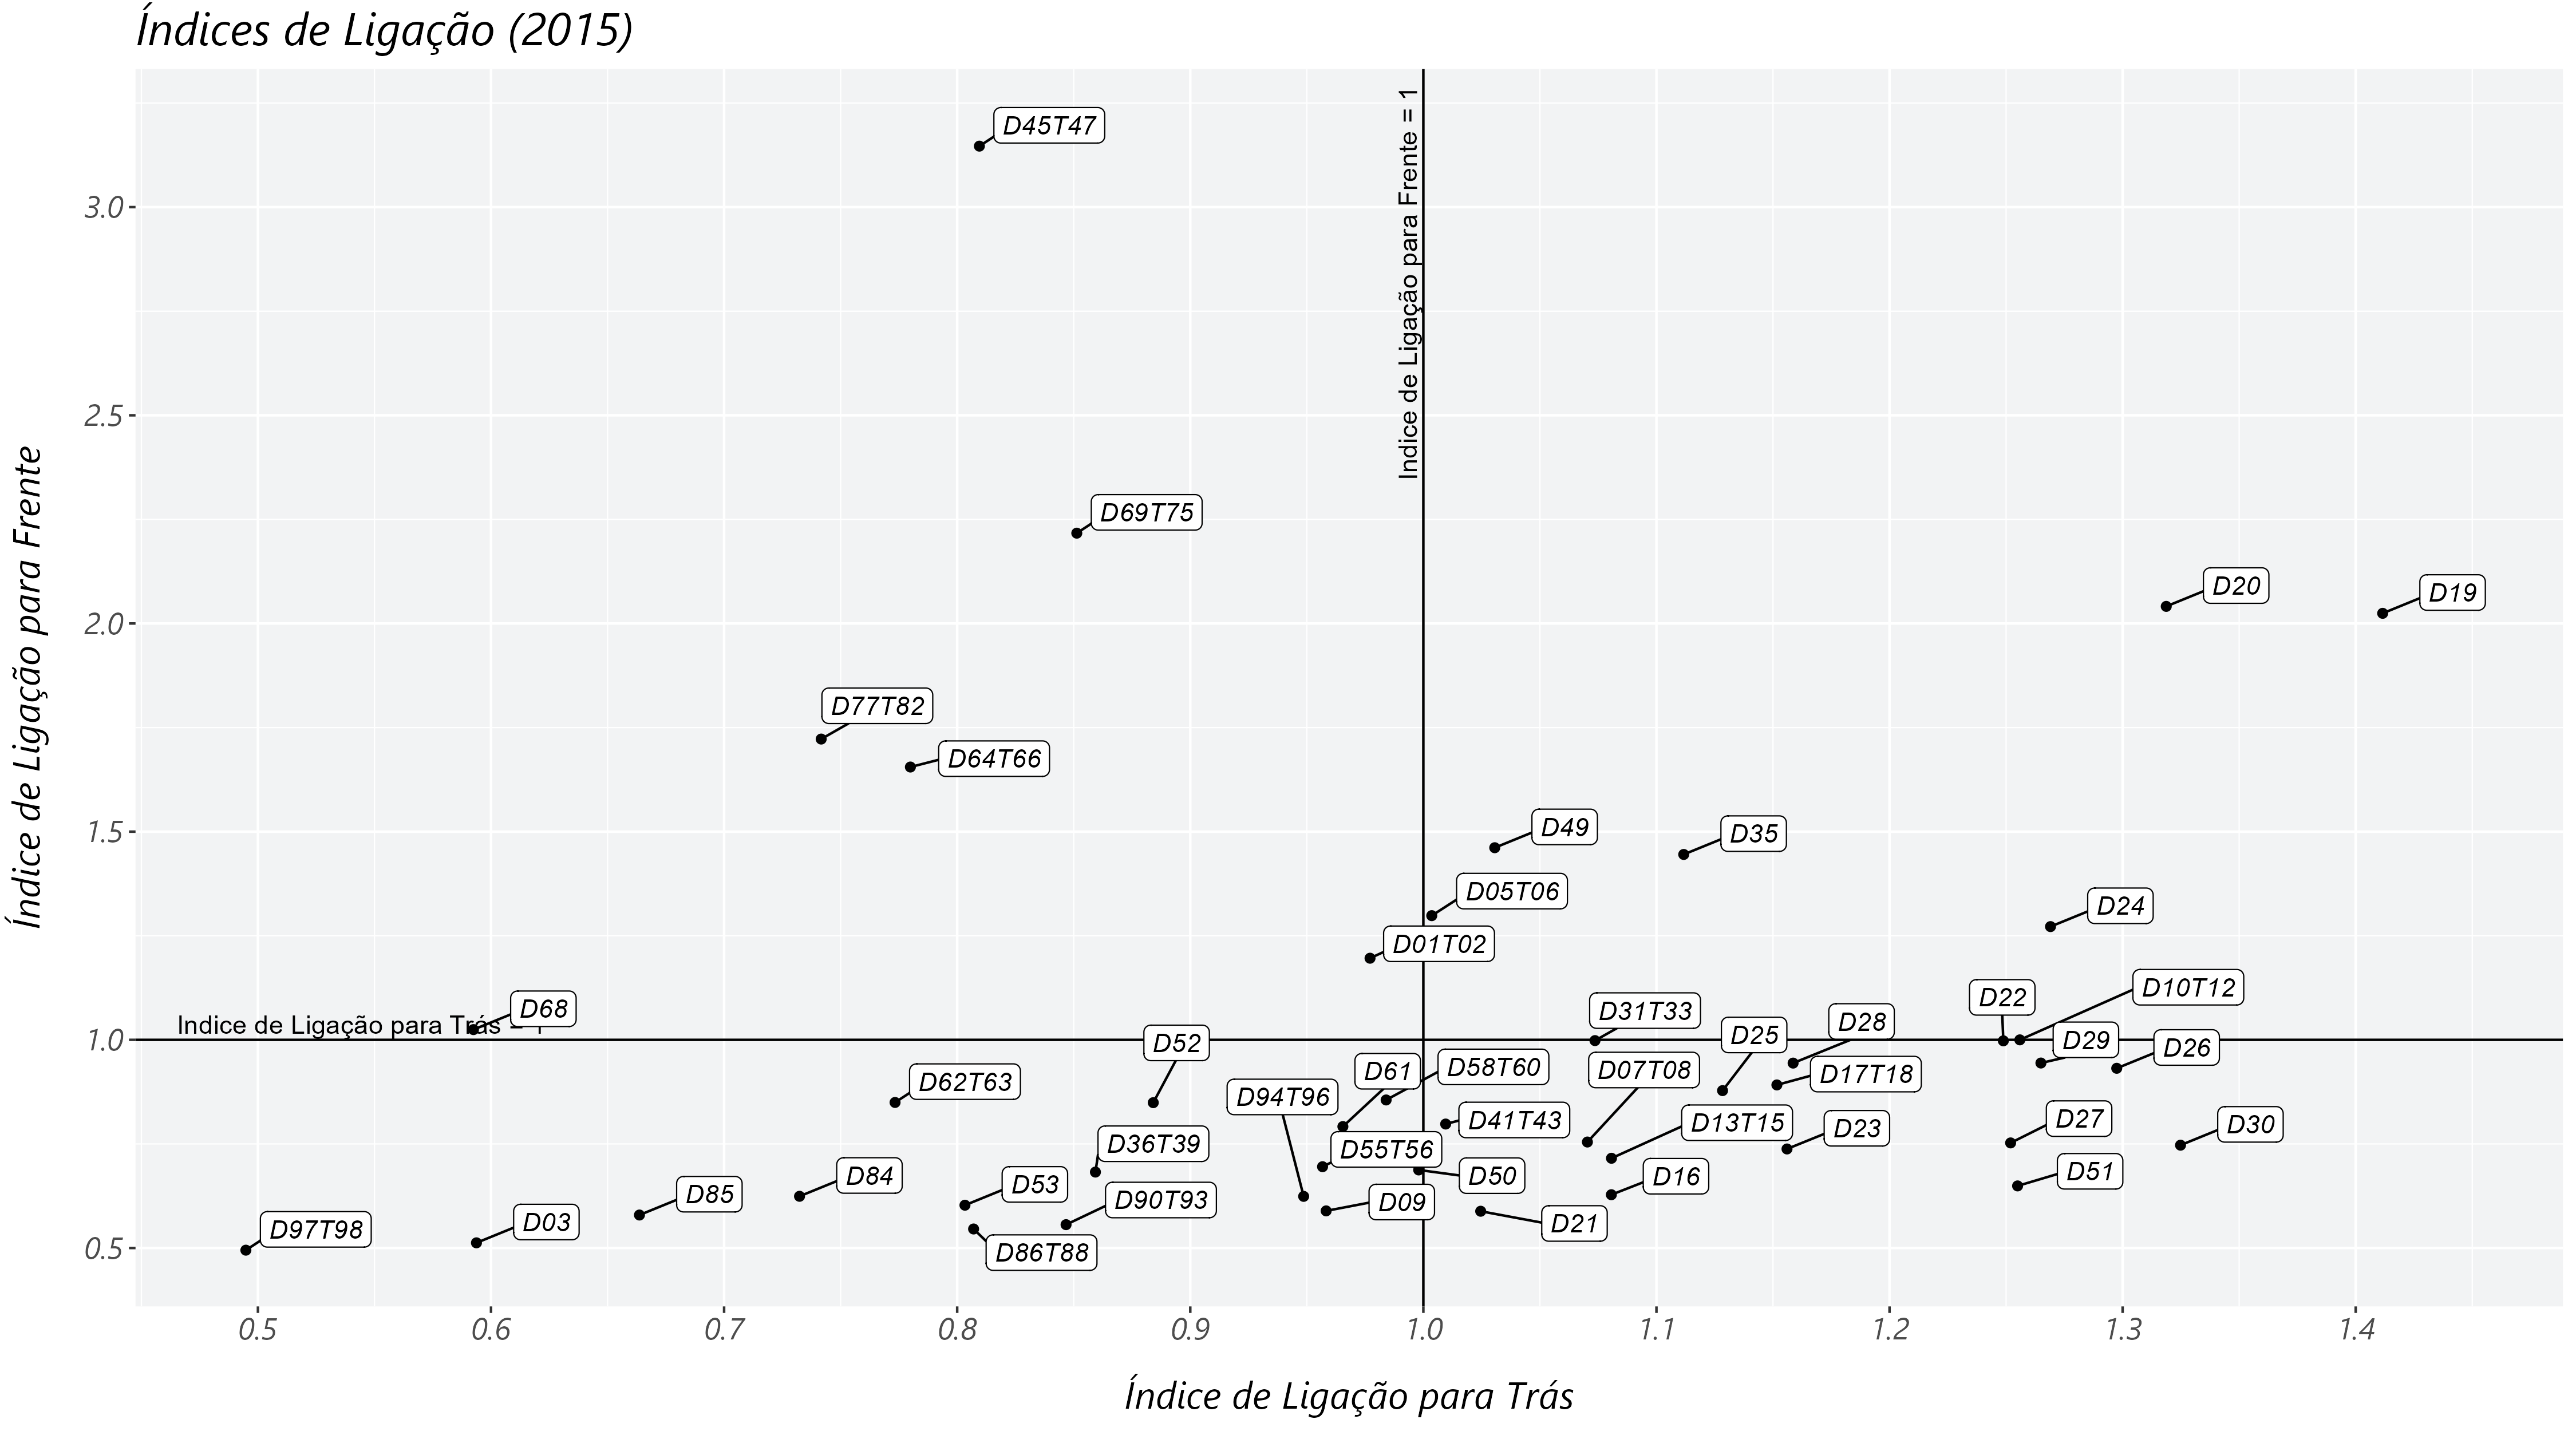 Índices de Ligação (2015)
Índice de Ligação para Frente
3.0
2.5
2.0
1.5
1.0
0.5
Indice de Ligação para Frente = 1
Indice de Ligação para Trás = 1
D45T47
D69T75
D20
D19
D77T82
D64T66
D49
D35
D05T06
D24
D01T02
D10T12
D22
D68
D31T33
D28
D25
D52
D29
D26
D61
D58T60
D07T08
D17T18
D62T63
D94T96
D41T43
D13T15
D27
D30
D23
D36T39
D55T56
D51
D84
D50
D16
D53
D85
D90T93
D09
D03
D21
D97T98
D86T88
0.5
0.6
0.7
0.8
0.9
1.0
1.1
1.2
1.3
1.4
Índice de Ligação para Trás